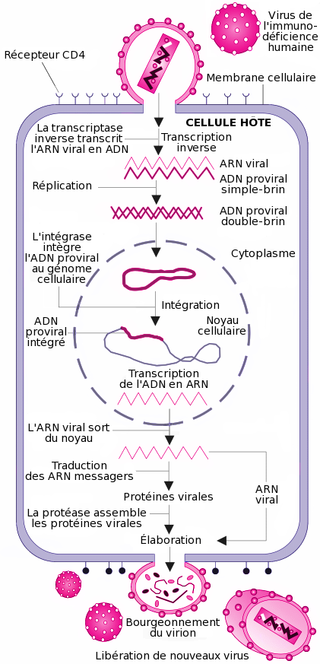 Virus de
l'immuno-
déficience
humaine
Récepteur CD4
Membrane cellulaire
CELLULE HÔTE
La transcriptase
inverse transcrit
l'ARN viral en ADN
Transcription
inverse
ARN viral
ADN proviral
simple-brin
Réplication
ADN proviral
double-brin
L'intégrase
intègre
l'ADN proviral
au génome
cellulaire
Cytoplasme
Intégration
ADN
proviral
intégré
Noyau
cellulaire
Transcription
de l'ADN en ARN
L'ARN viral sort
du noyau
Traduction
des ARN messagers
Protéines virales
ARN
viral
La protéase assemble
les protéines virales
Élaboration
Bourgeonnement
du virion
Libération de nouveaux virus